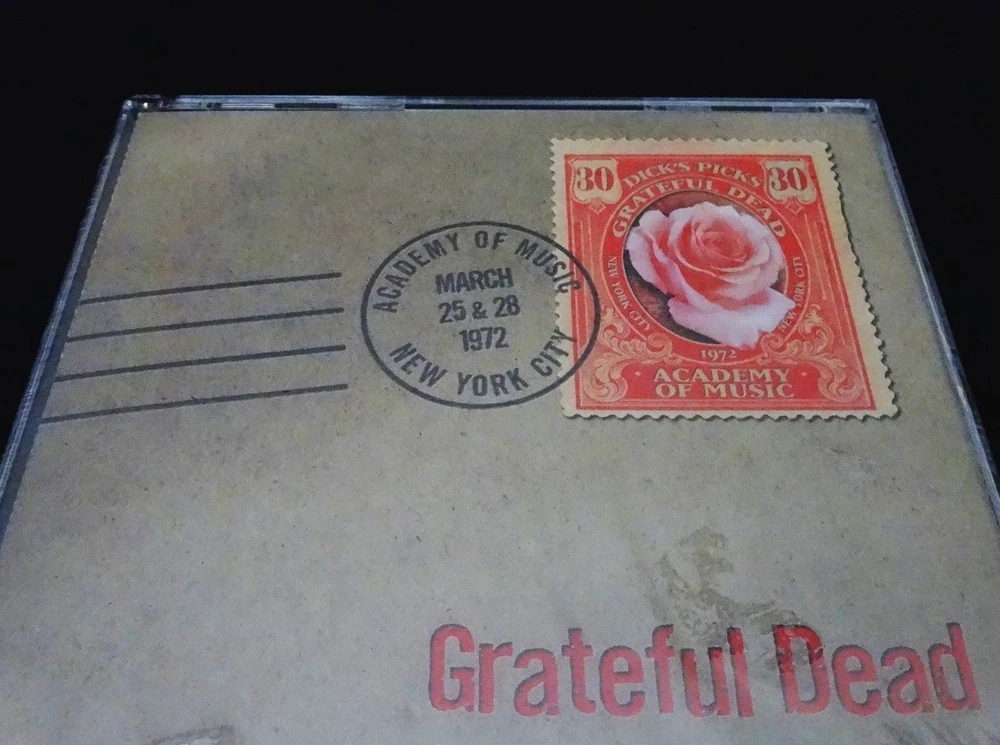 30 DICK'S PICKS 30
GRATEFUL DEAD
NEW YORK CITY NEW YORK CITY
1972
ACADEMY
OF MUSIC
ACADEMY OF MUSIC
MARCH
25 & 28
1972
NEW YORK CITY
Grateful Dead